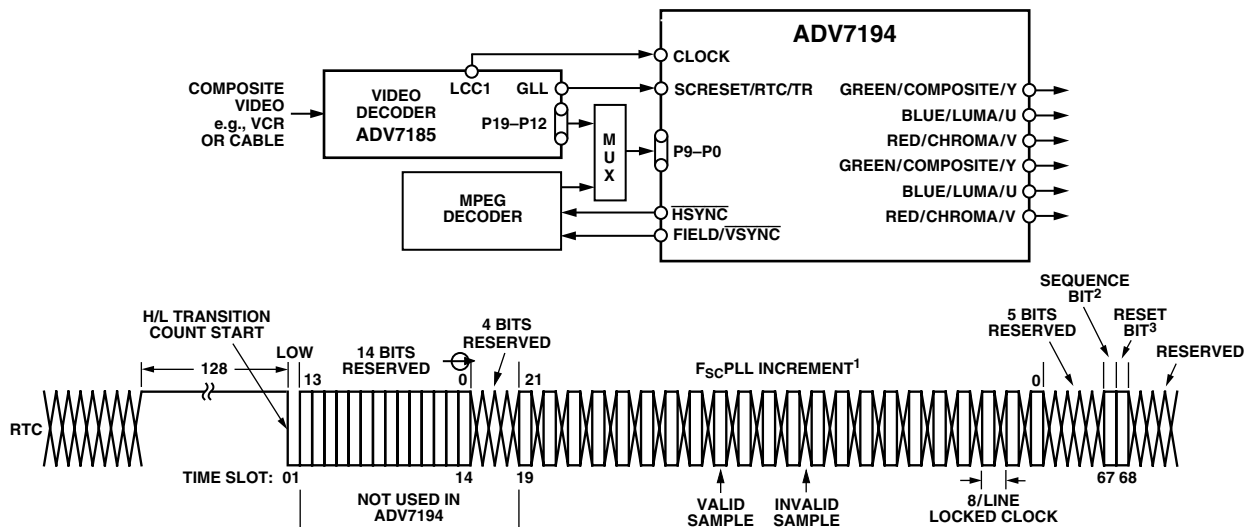 ADV7194
CLOCK
COMPOSITE
VIDEO
e.g., VCR
OR CABLE
VIDEO
DECODER
ADV7185
LCC1
GLL
P19–P12
M
U
X
SCRESET/RTC/TR
P9–P0
HSYNC
FIELD/VSYNC
MPEG
DECODER
GREEN/COMPOSITE/Y
BLUE/LUMA/U
RED/CHROMA/V
GREEN/COMPOSITE/Y
BLUE/LUMA/U
RED/CHROMA/V
H/L TRANSITION
COUNT START
128
LOW
13
14 BITS
RESERVED
0
4 BITS
RESERVED
21
FSCPLL INCREMENT1
0
5 BITS
RESERVED
SEQUENCE
BIT2
RESET
BIT3
RESERVED
RTC
TIME SLOT: 01
14
19
67 68
NOT USED IN
ADV7194
VALID
SAMPLE
INVALID
SAMPLE
8/LINE
LOCKED CLOCK